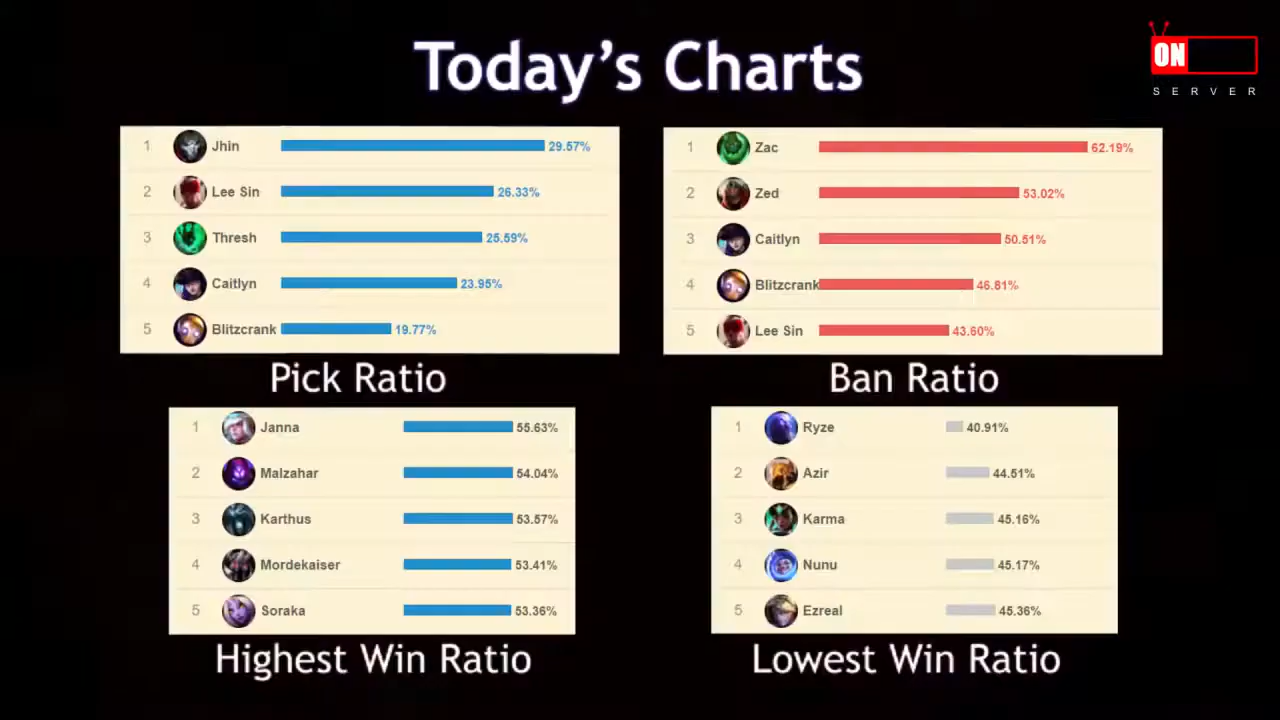 Today's Charts
ON
SERVER
1 Jhin 29.57%
2 Lee Sin 26.33%
3 Thresh 25.59%
4 Caitlyn 23.95%
5 Blitzcrank 19.77%
Pick Ratio
1 Zac 62.19%
2 Zed 53.02%
3 Caitlyn 50.51%
4 Blitzcrank 46.81%
5 Lee Sin 43.60%
Ban Ratio
1 Janna 55.63%
2 Malzahar 54.04%
3 Karthus 53.57%
4 Mordekaiser 53.41%
5 Soraka 53.36%
Highest Win Ratio
1 Ryze 40.91%
2 Azir 44.51%
3 Karma 45.16%
4 Nunu 45.17%
5 Ezreal 45.36%
Lowest Win Ratio